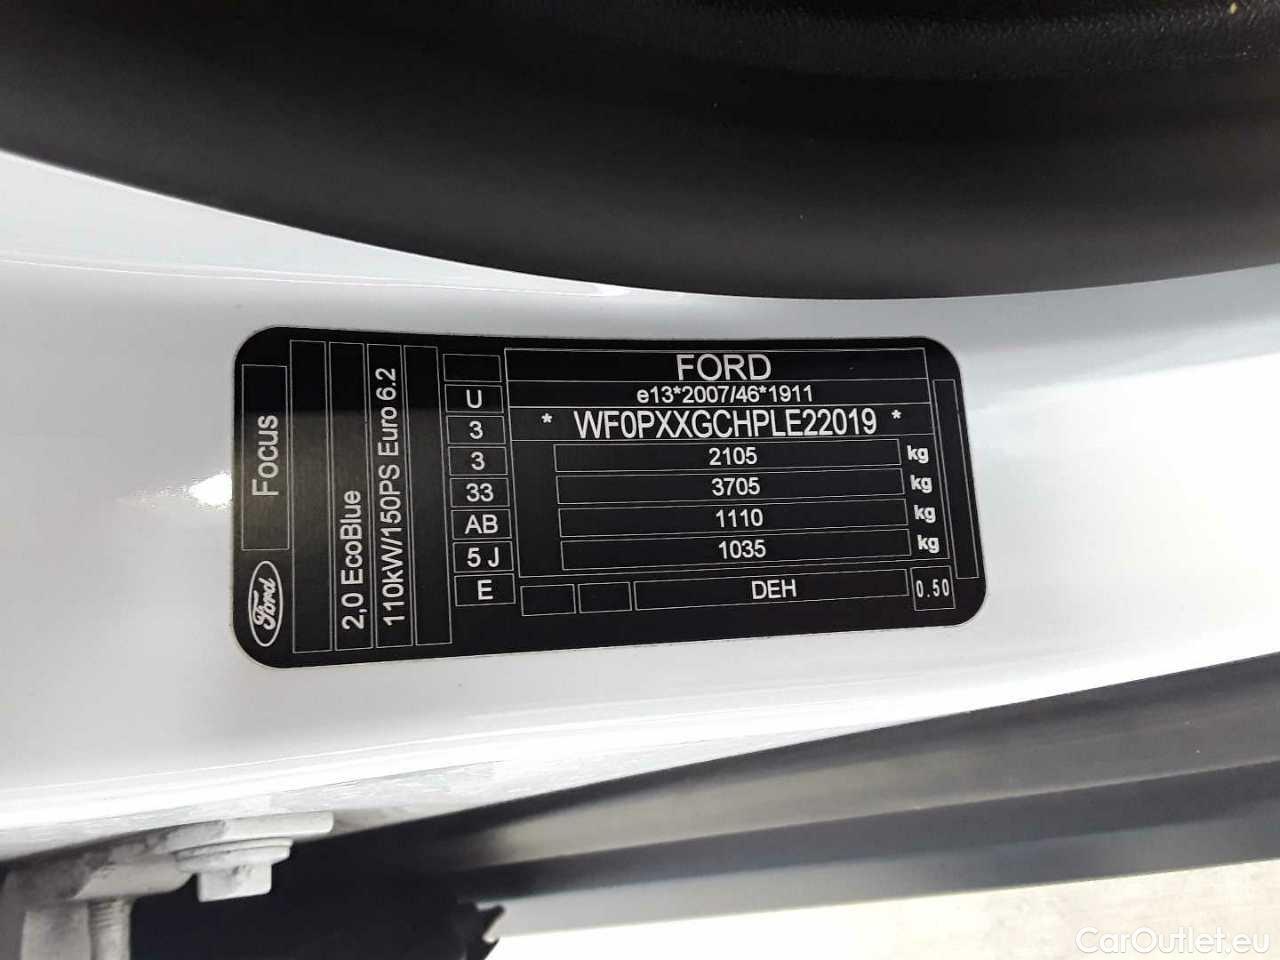 Focus
Ford
2,0 EcoBlue
110kW/150PS Euro 6.2
U
3
3
33
AB
5 J
E
FORD
e13*2007/46*1911
* WF0PXXGCHPLE22019 *
2105 kg
3705 kg
1110 kg
1035 kg
DEH
0.50
CarOutlet.eu